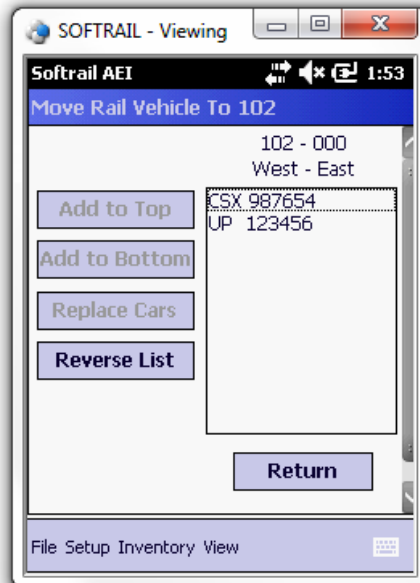 SOFTRAIL - Viewing
Softrail AEI 1:53
Move Rail Vehicle To 102
102 - 000
West - East
Add to Top
Add to Bottom
Replace Cars
Reverse List
CSX 987654
UP 123456
Return
File Setup Inventory View